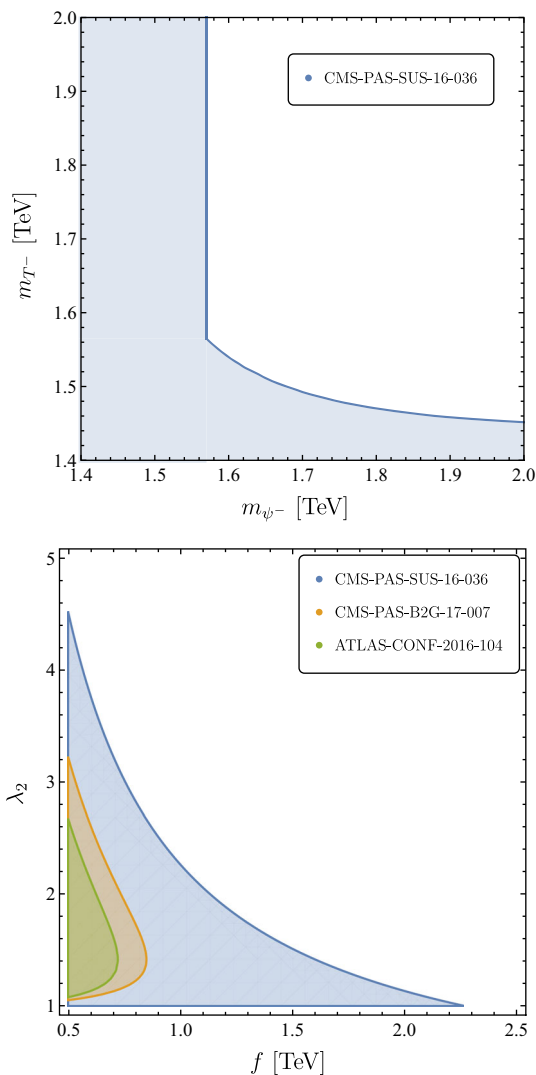 2.0
1.9
1.8
1.7
1.6
1.5
1.4
m_T⁻ [TeV]
CMS-PAS-SUS-16-036
1.4 1.5 1.6 1.7 1.8 1.9 2.0
m_ψ⁻ [TeV]
5
4
3
2
1
λ₂
CMS-PAS-SUS-16-036
CMS-PAS-B2G-17-007
ATLAS-CONF-2016-104
0.5 1.0 1.5 2.0 2.5
f [TeV]